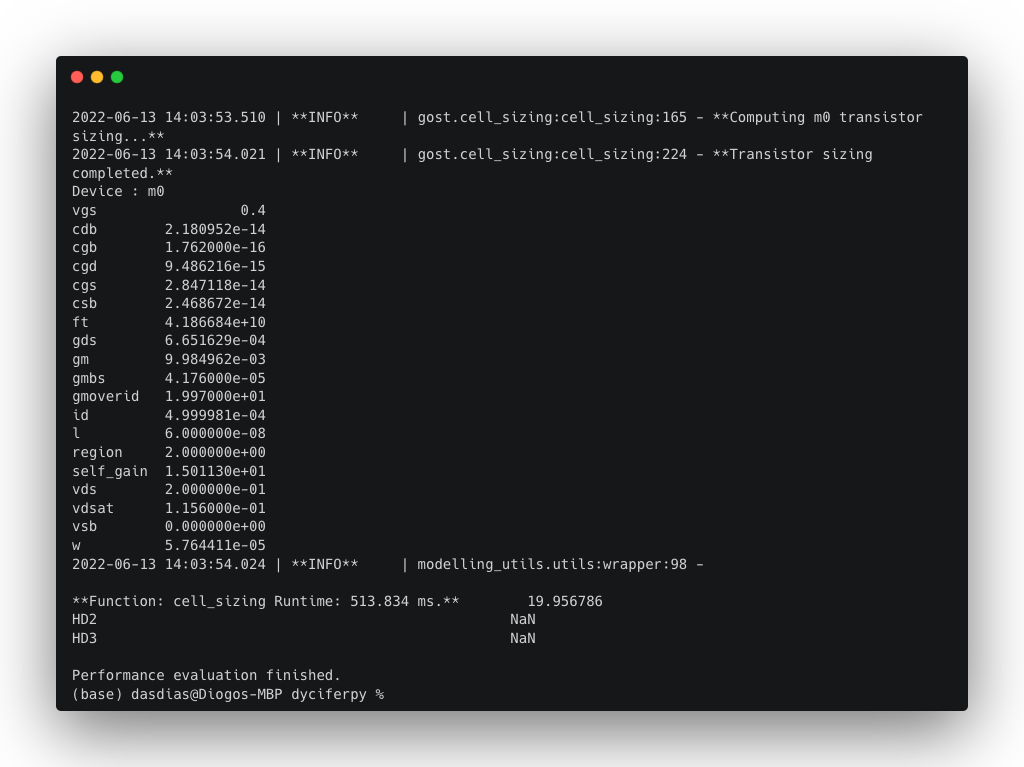 2022-06-13 14:03:53.510 | **INFO**     | gost.cell_sizing:cell_sizing:165 - **Computing m0 transistor
sizing...**
2022-06-13 14:03:54.021 | **INFO**     | gost.cell_sizing:cell_sizing:224 - **Transistor sizing
completed.**
Device : m0
vgs                 0.4
cdb        2.180952e-14
cgb        1.762000e-16
cgd        9.486216e-15
cgs        2.847118e-14
csb        2.468672e-14
ft         4.186684e+10
gds        6.651629e-04
gm         9.984962e-03
gmbs       4.176000e-05
gmoverid   1.997000e+01
id         4.999981e-04
l          6.000000e-08
region     2.000000e+00
self_gain  1.501130e+01
vds        2.000000e-01
vdsat      1.156000e-01
vsb        0.000000e+00
w          5.764411e-05
2022-06-13 14:03:54.024 | **INFO**     | modelling_utils.utils:wrapper:98 -
**Function: cell_sizing Runtime: 513.834 ms.**        19.956786
HD2                                                 NaN
HD3                                                 NaN
Performance evaluation finished.
(base) dasdias@Diogos-MBP dyciferpy %